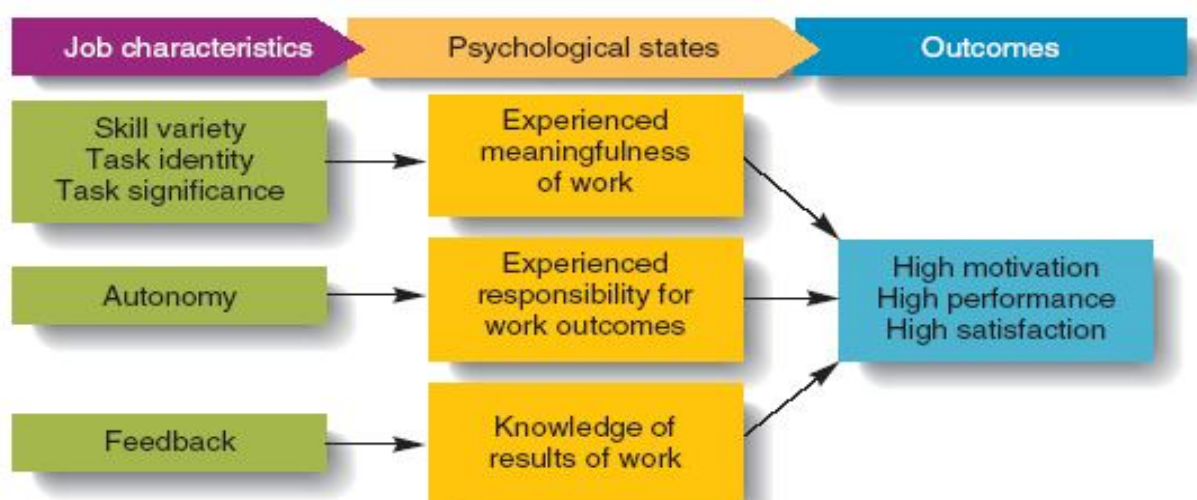 Job characteristics
Psychological states
Outcomes
Skill variety
Task identity
Task significance
Experienced
meaningfulness
of work
Autonomy
Experienced
responsibility for
work outcomes
High motivation
High performance
High satisfaction
Feedback
Knowledge of
results of work